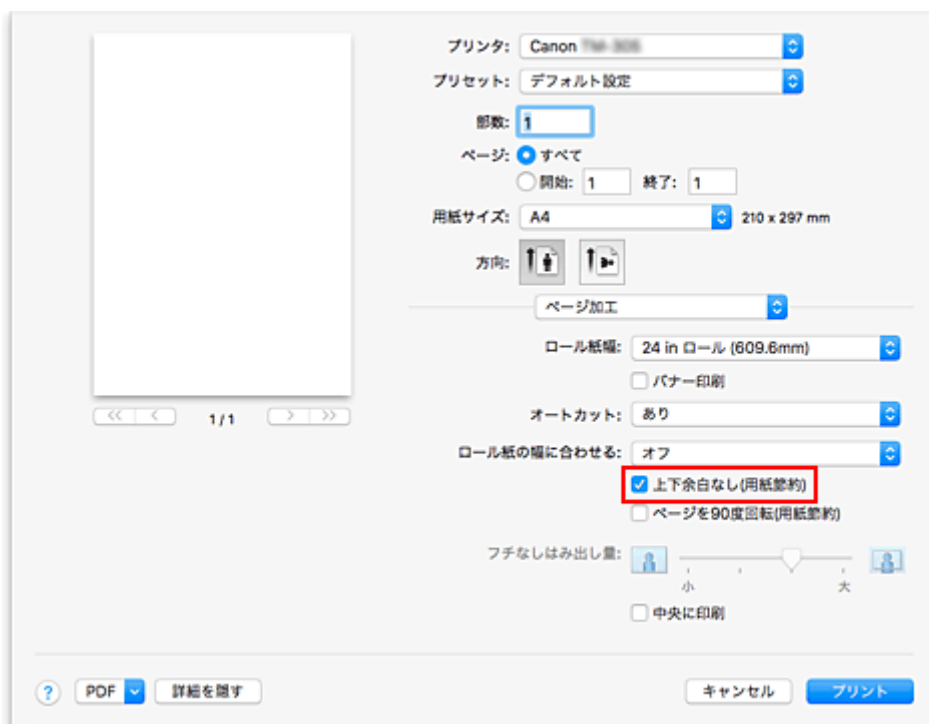 プリンタ: Canon
プリセット: デフォルト設定
部数: 1
ページ: すべて
開始: 1 終了: 1
用紙サイズ: A4 210 x 297 mm
方向:
ページ加工
ロール紙幅: 24 in ロール (609.6mm)
バナー印刷
<< < 1/1 > >>
オートカット: あり
ロール紙の幅に合わせる: オフ
上下余白なし(用紙節約)
ページを90度回転(用紙節約)
フチなしはみ出し量:
小 大
中央に印刷
? PDF 詳細を隠す キャンセル プリント